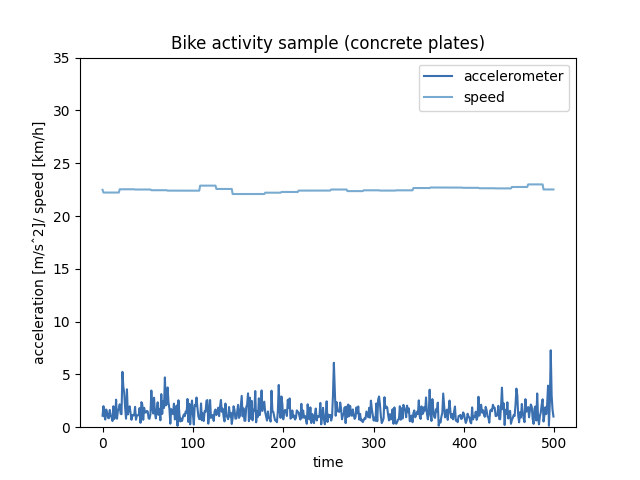 Bike activity sample (concrete plates)
accelerometer
speed
acceleration [m/sˆ2]/ speed [km/h]
35
30
25
20
15
10
5
0
0 100 200 300 400 500
time